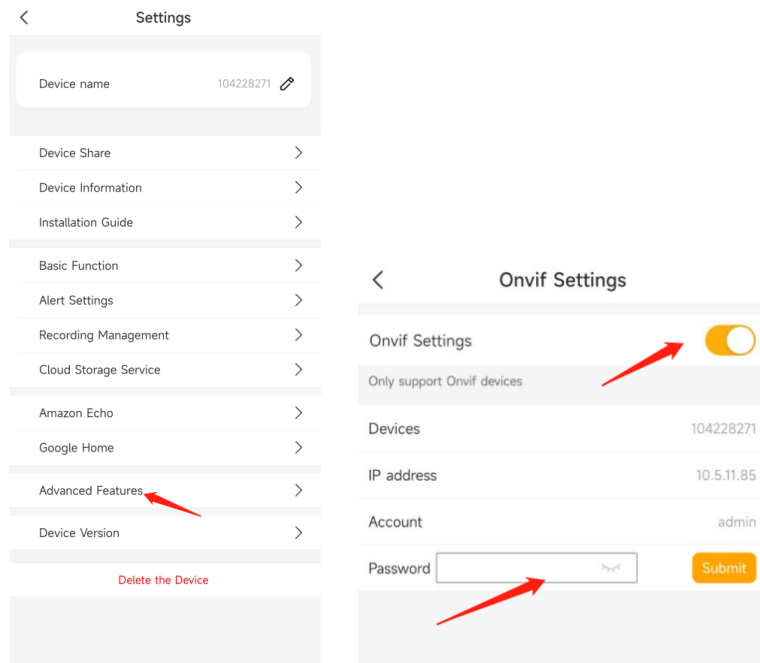 Settings
Device name 104228271
Device Share
Device Information
Installation Guide
Basic Function
Alert Settings
Recording Management
Cloud Storage Service
Amazon Echo
Google Home
Advanced Features
Device Version
Delete the Device
Onvif Settings
Onvif Settings
Only support Onvif devices
Devices 104228271
IP address 10.5.11.85
Account admin
Password Submit